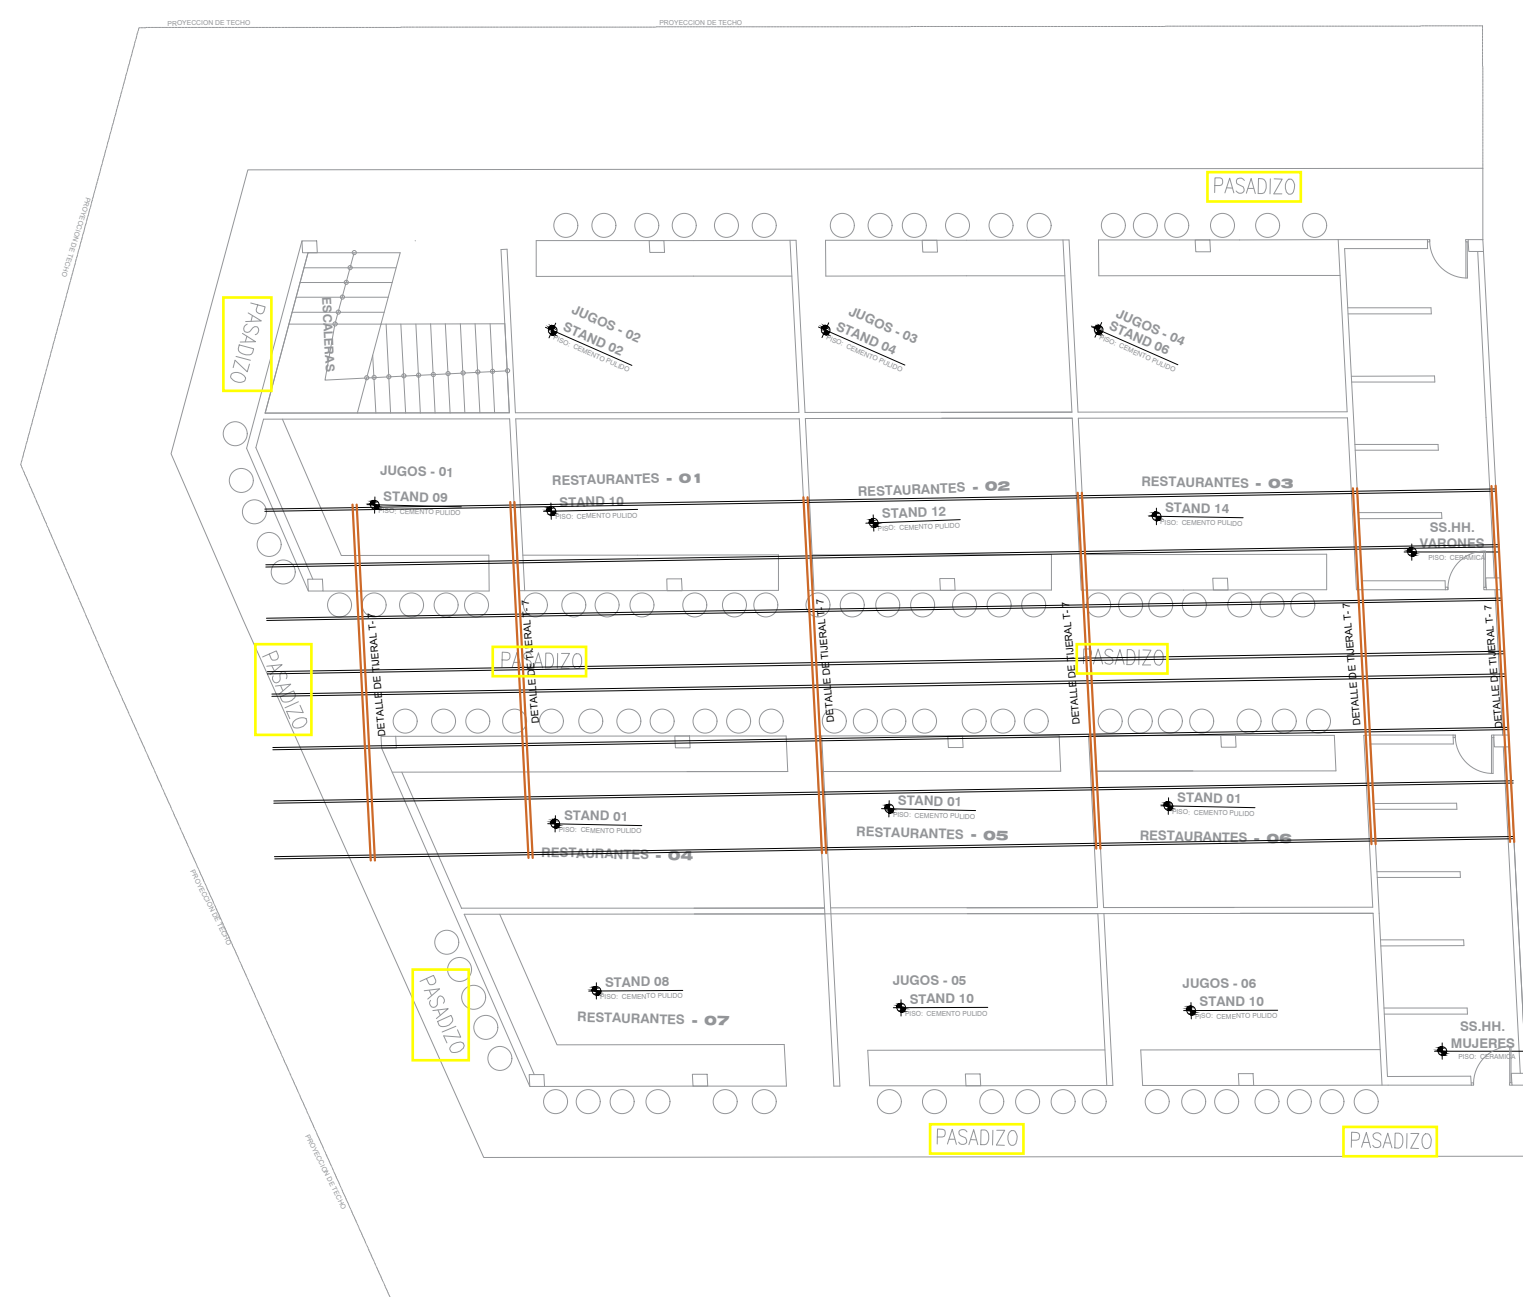 PROYECCION DE TECHO
PROYECCION DE TECHO
PROYECCION DE TECHO
PASADIZO
PASADIZO
ESCALERAS
JUGOS - 02
STAND 02
PISO: CEMENTO PULIDO
JUGOS - 03
STAND 04
PISO: CEMENTO PULIDO
JUGOS - 04
STAND 06
PISO: CEMENTO PULIDO
JUGOS - 01
STAND 09
PISO: CEMENTO PULIDO
RESTAURANTES - 01
STAND 10
PISO: CEMENTO PULIDO
RESTAURANTES - 02
STAND 12
PISO: CEMENTO PULIDO
RESTAURANTES - 03
STAND 14
PISO: CEMENTO PULIDO
SS.HH.
VARONES
PISO: CERAMICA
PASADIZO
PASADIZO
PASADIZO
DETALLE DE TIJERAL T- 7
DETALLE DE TIJERAL T- 7
DETALLE DE TIJERAL T- 7
DETALLE DE TIJERAL T- 7
DETALLE DE TIJERAL T- 7
DETALLE DE TIJERAL T- 7
STAND 01
PISO: CEMENTO PULIDO
RESTAURANTES - 04
STAND 01
PISO: CEMENTO PULIDO
RESTAURANTES - 05
STAND 01
PISO: CEMENTO PULIDO
RESTAURANTES - 06
PROYECCION DE TECHO
PASADIZO
STAND 08
PISO: CEMENTO PULIDO
RESTAURANTES - 07
JUGOS - 05
STAND 10
PISO: CEMENTO PULIDO
JUGOS - 06
STAND 10
PISO: CEMENTO PULIDO
SS.HH.
MUJERES
PISO: CERAMICA
PASADIZO
PASADIZO
PROYECCION DE TECHO